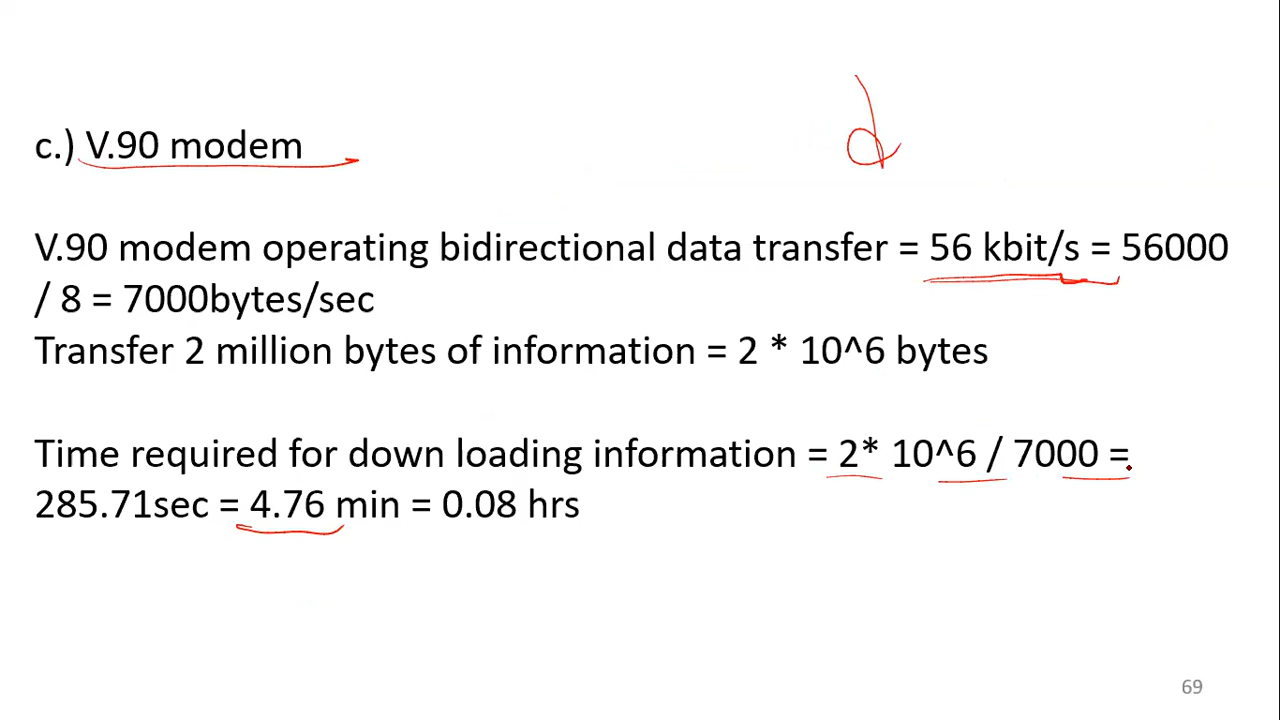 d
c.) V.90 modem
V.90 modem operating bidirectional data transfer = 56 kbit/s = 56000
/ 8 = 7000bytes/sec
Transfer 2 million bytes of information = 2 * 10^6 bytes
Time required for down loading information = 2* 10^6 / 7000 =
285.71sec = 4.76 min = 0.08 hrs
69